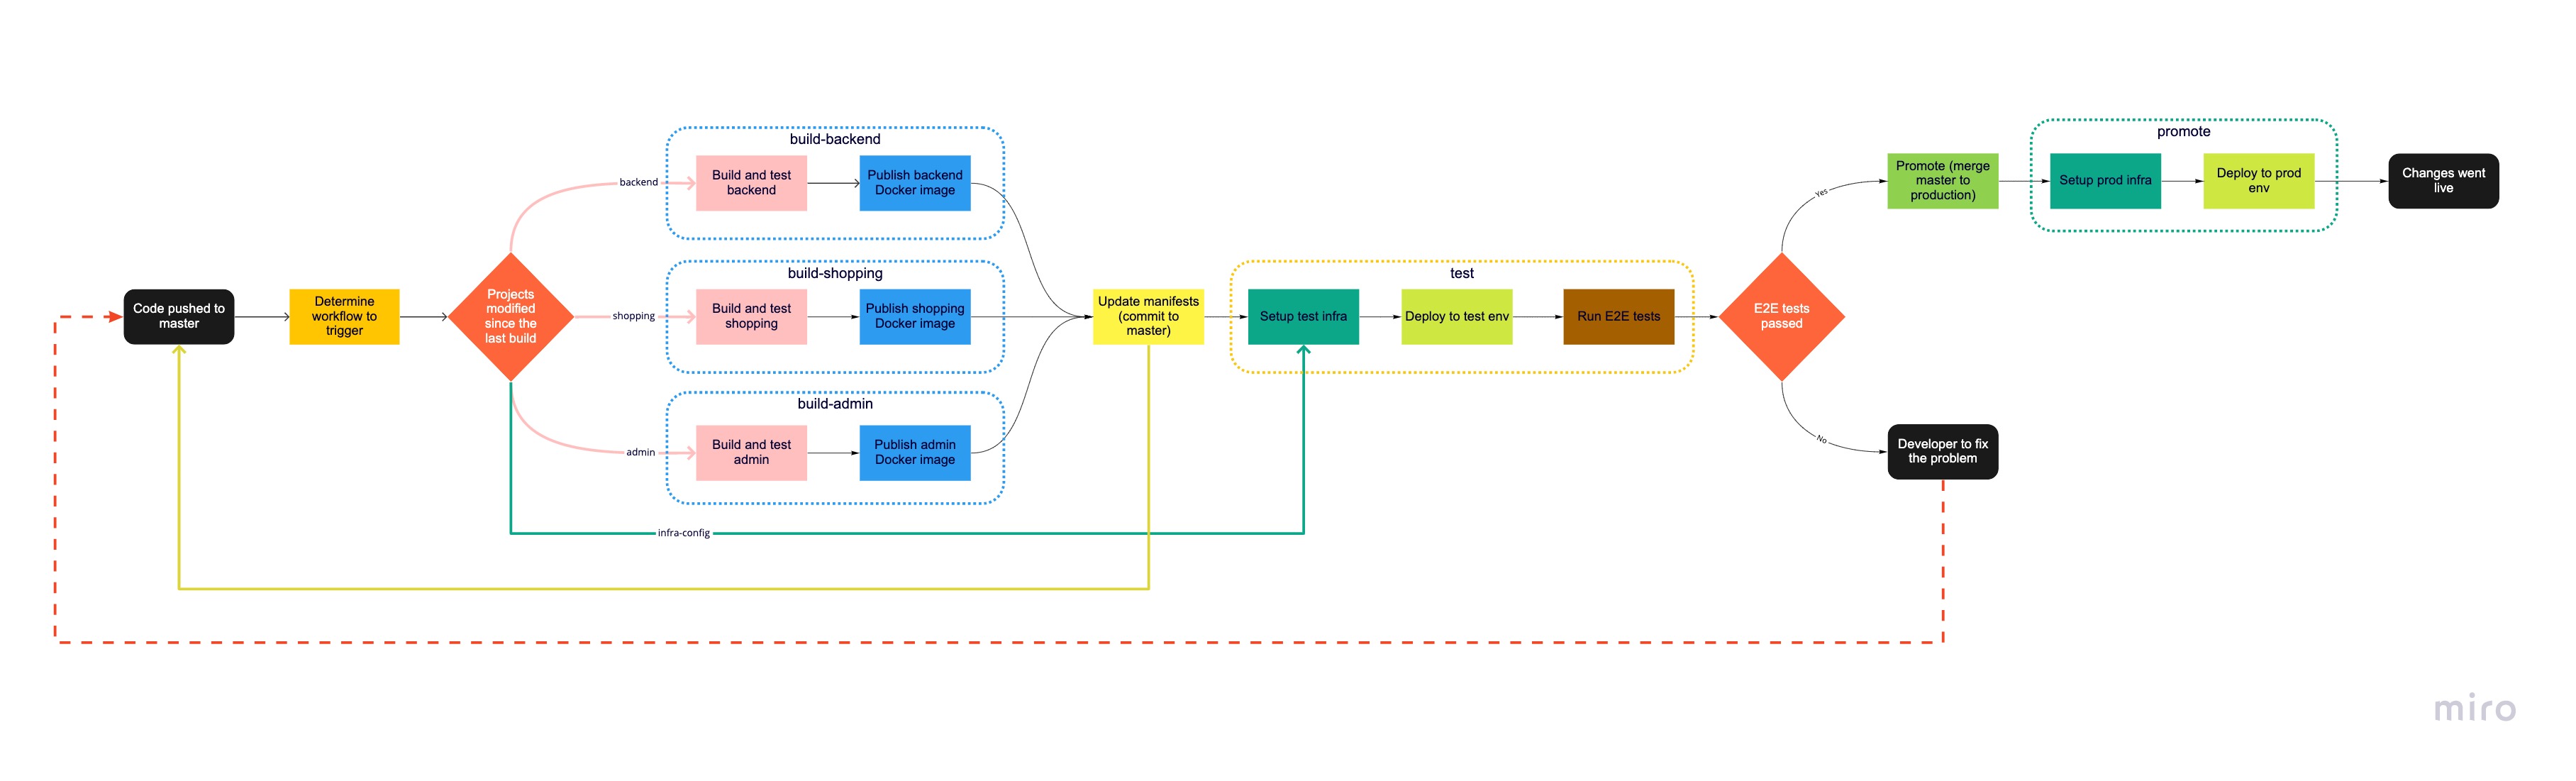 Code pushed to
master
Determine
workflow to
trigger
Projects
modified
since the
last build
backend
build-backend
Build and test
backend
Publish backend
Docker image
shopping
build-shopping
Build and test
shopping
Publish shopping
Docker image
admin
build-admin
Build and test
admin
Publish admin
Docker image
infra-config
Update manifests
(commit to
master)
test
Setup test infra
Deploy to test env
Run E2E tests
E2E tests
passed
Yes
Promote (merge
master to
production)
promote
Setup prod infra
Deploy to prod
env
Changes went
live
No
Developer to fix
the problem
miro